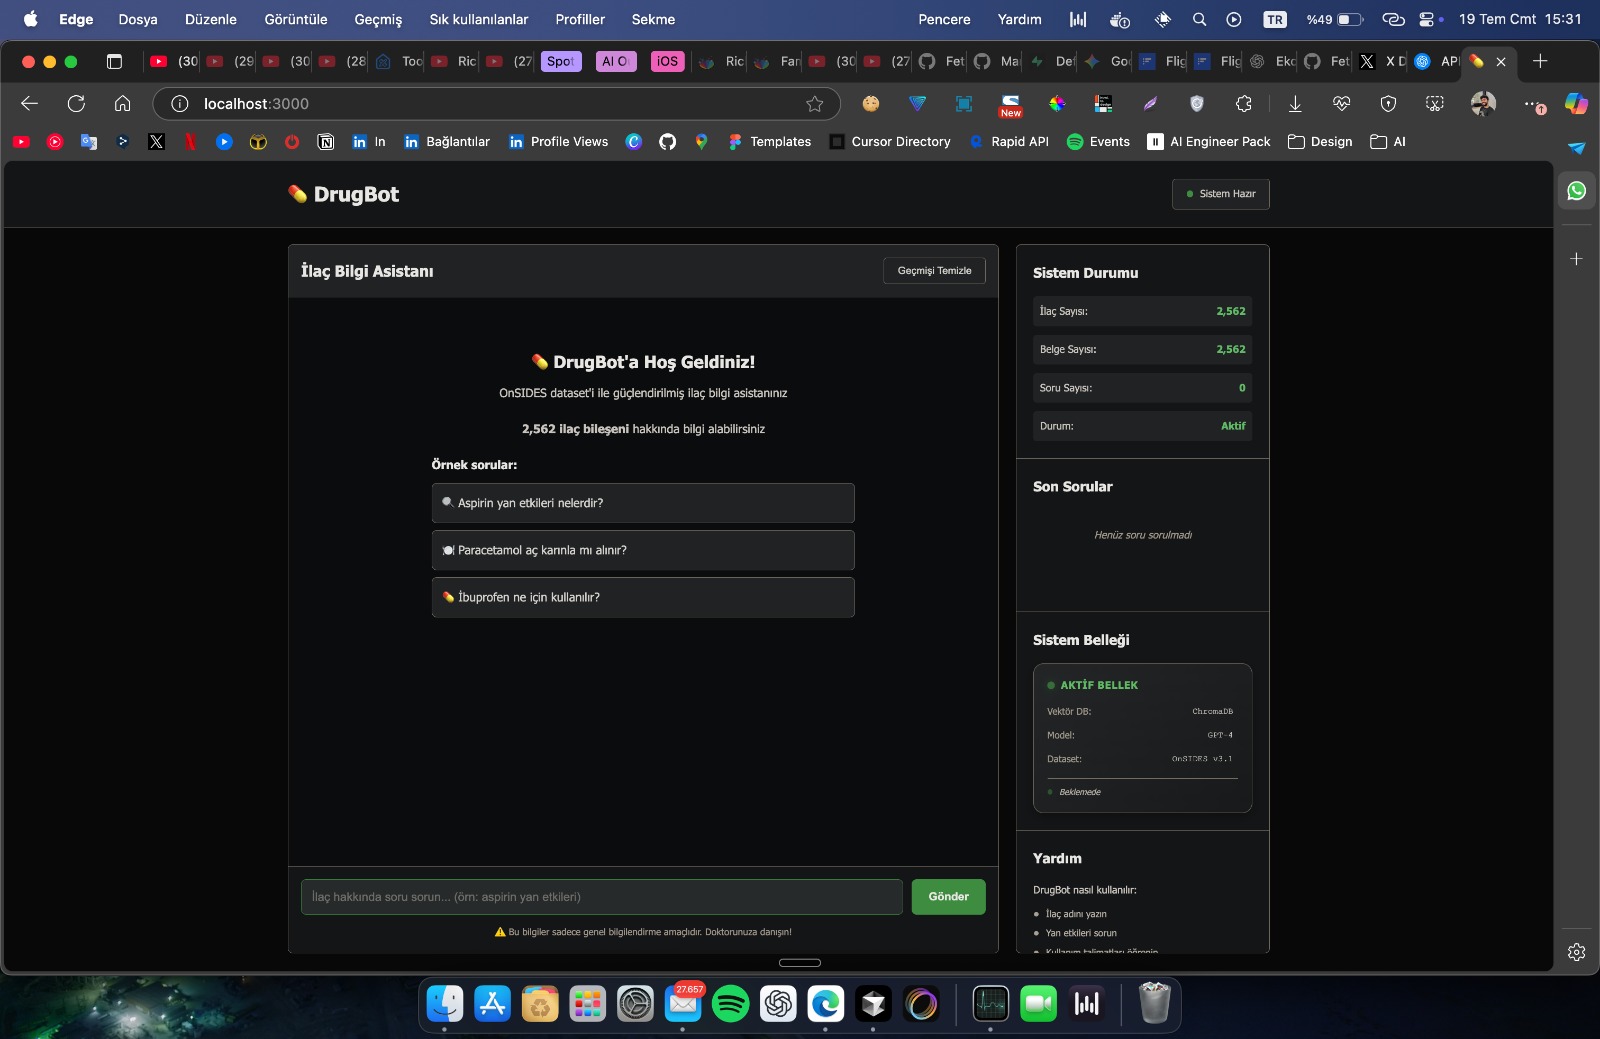 Edge Dosya Düzenle Görüntüle Geçmiş Sık kullanılanlar Profiller Sekme Pencere Yardım TR %49 19 Tem Cmt 15:31
(30 (29 (30 (28 Too Ric (27 Spot iOS Ric Fan (30 (27 Fet Ma Def Flig Flig Fet X D
localhost:3000
New
In Bağlantılar Profile Views Templates Cursor Directory Rapid API Events AI Engineer Pack Design AI
DrugBot
Sistem Hazır
İlaç Bilgi Asistanı
Geçmişi Temizle
DrugBot'a Hoş Geldiniz!
OnSIDES dataset'i ile güçlendirilmiş ilaç bilgi asistanınız
2,562 ilaç bileşeni hakkında bilgi alabilirsiniz
Örnek sorular:
Aspirin yan etkileri nelerdir?
Paracetamol aç karınla mı alınır?
İbuprofen ne için kullanılır?
İlaç hakkında soru sorun... (örn: aspirin yan etkileri)
Gönder
Bu bilgiler sadece genel bilgilendirme amaçlıdır. Doktorunuza danışın!
Sistem Durumu
İlaç Sayısı: 2,562
Belge Sayısı: 2,562
Soru Sayısı: 0
Durum: Aktif
Son Sorular
Henüz soru sorulmadı
Sistem Belleği
AKTİF BELLEK
Vektör DB: ChromaDB
Model: GPT-4
Dataset: OnSIDES v3.1
Beklemede
Yardım
DrugBot nasıl kullanılır:
İlaç adını yazın
Yan etkileri sorun
Kullanım talimatları öğrenin
27.657